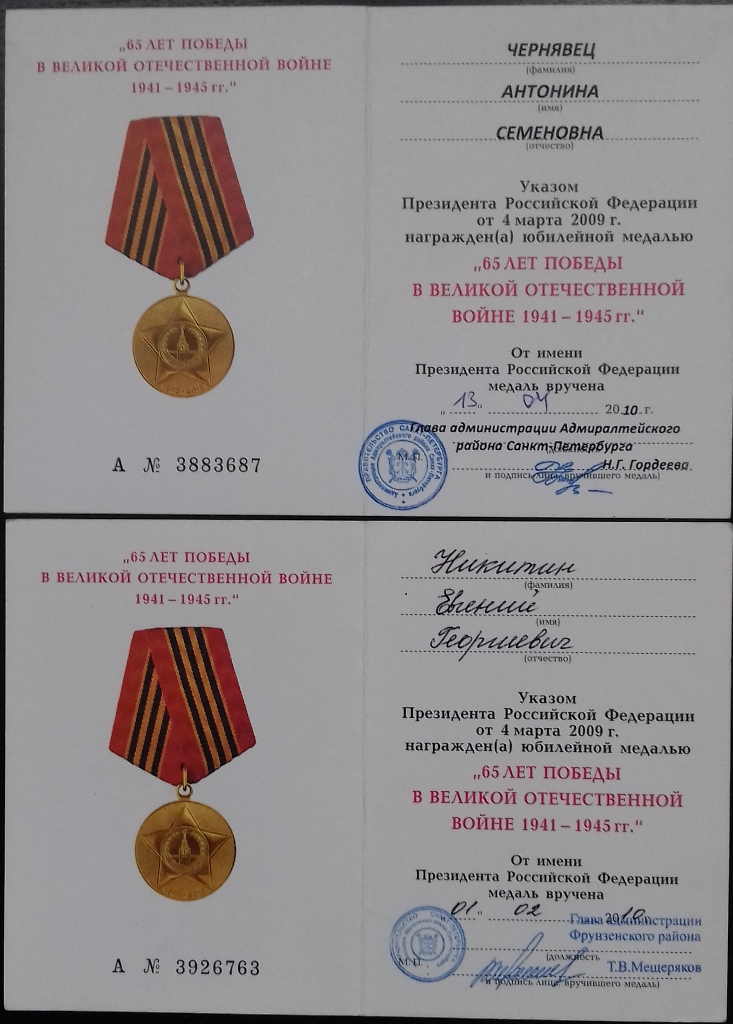 „65 ЛЕТ ПОБЕДЫ
В ВЕЛИКОЙ ОТЕЧЕСТВЕННОЙ ВОЙНЕ
1941 – 1945 гг."
А № 3883687
ЧЕРНЯВЕЦ
(фамилия)
АНТОНИНА
(имя)
СЕМЕНОВНА
(отчество)
Указом
Президента Российской Федерации
от 4 марта 2009 г.
награжден(а) юбилейной медалью
„65 ЛЕТ ПОБЕДЫ
В ВЕЛИКОЙ ОТЕЧЕСТВЕННОЙ
ВОЙНЕ 1941 – 1945 гг."
От имени
Президента Российской Федерации
медаль вручена
„13" 04 2010 г.
Глава администрации Адмиралтейского
района Санкт-Петербурга
М.П.
Н.Г. Гордеева
и подпись лица, вручившего медаль)
„65 ЛЕТ ПОБЕДЫ
В ВЕЛИКОЙ ОТЕЧЕСТВЕННОЙ ВОЙНЕ
1941 – 1945 гг."
А № 3926763
Никитин
(фамилия)
Евгений
(имя)
Георгиевич
(отчество)
Указом
Президента Российской Федерации
от 4 марта 2009 г.
награжден(а) юбилейной медалью
„65 ЛЕТ ПОБЕДЫ
В ВЕЛИКОЙ ОТЕЧЕСТВЕННОЙ
ВОЙНЕ 1941 – 1945 гг."
От имени
Президента Российской Федерации
медаль вручена
„01" 02 2010 г.
Глава администрации
Фрунзенского района
(должность
М.П.
Т.В.Мещеряков
и подпись лица, вручившего медаль)